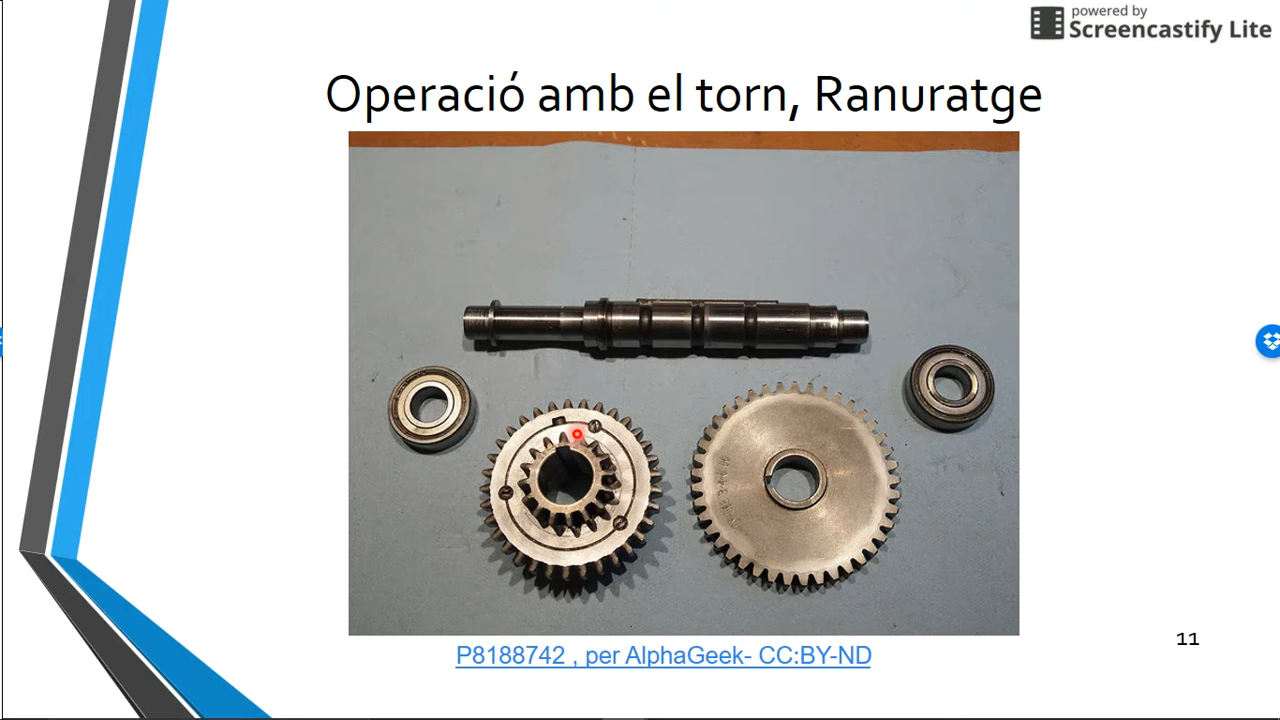 powered by
Screencastify Lite
Operació amb el torn, Ranuratge
P8188742 , per AlphaGeek- CC:BY-ND
11